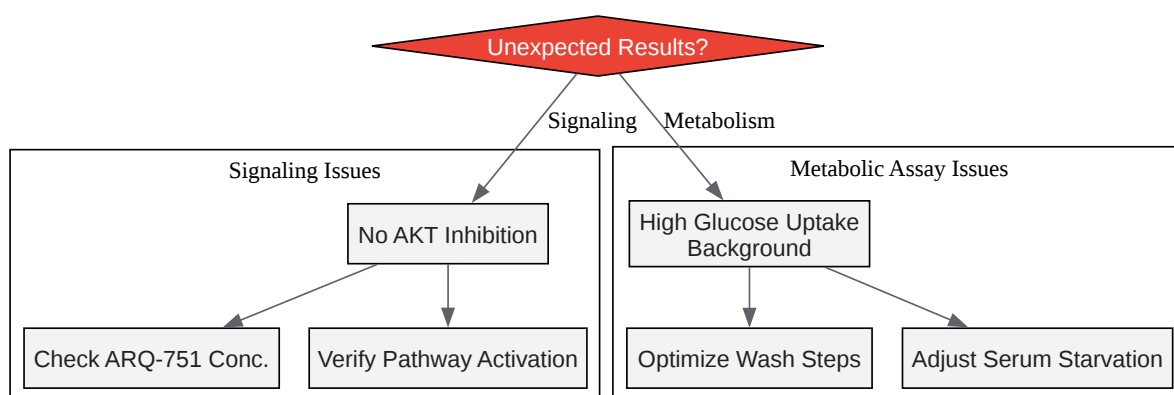 Unexpected Results?
Signaling
Metabolism
Signaling Issues
Metabolic Assay Issues
No AKT Inhibition
High Glucose Uptake
Background
Check ARQ-751 Conc.
Verify Pathway Activation
Optimize Wash Steps
Adjust Serum Starvation